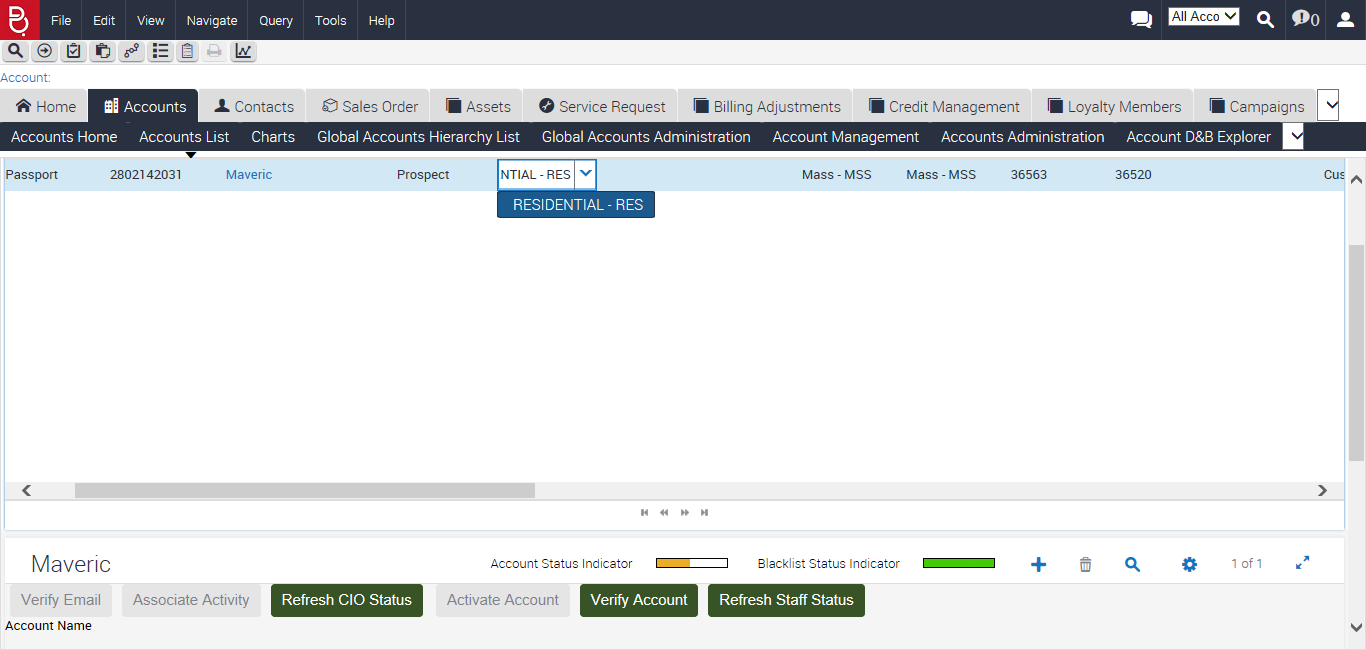 File Edit View Navigate Query Tools Help All Acco 0
Account:
Home Accounts Contacts Sales Order Assets Service Request Billing Adjustments Credit Management Loyalty Members Campaigns
Accounts Home Accounts List Charts Global Accounts Hierarchy List Global Accounts Administration Account Management Accounts Administration Account D&B Explorer
Passport 2802142031 Maveric Prospect NTIAL - RES Mass - MSS Mass - MSS 36563 36520 Cus
RESIDENTIAL - RES
Maveric Account Status Indicator Blacklist Status Indicator 1 of 1
Verify Email Associate Activity Refresh CIO Status Activate Account Verify Account Refresh Staff Status
Account Name